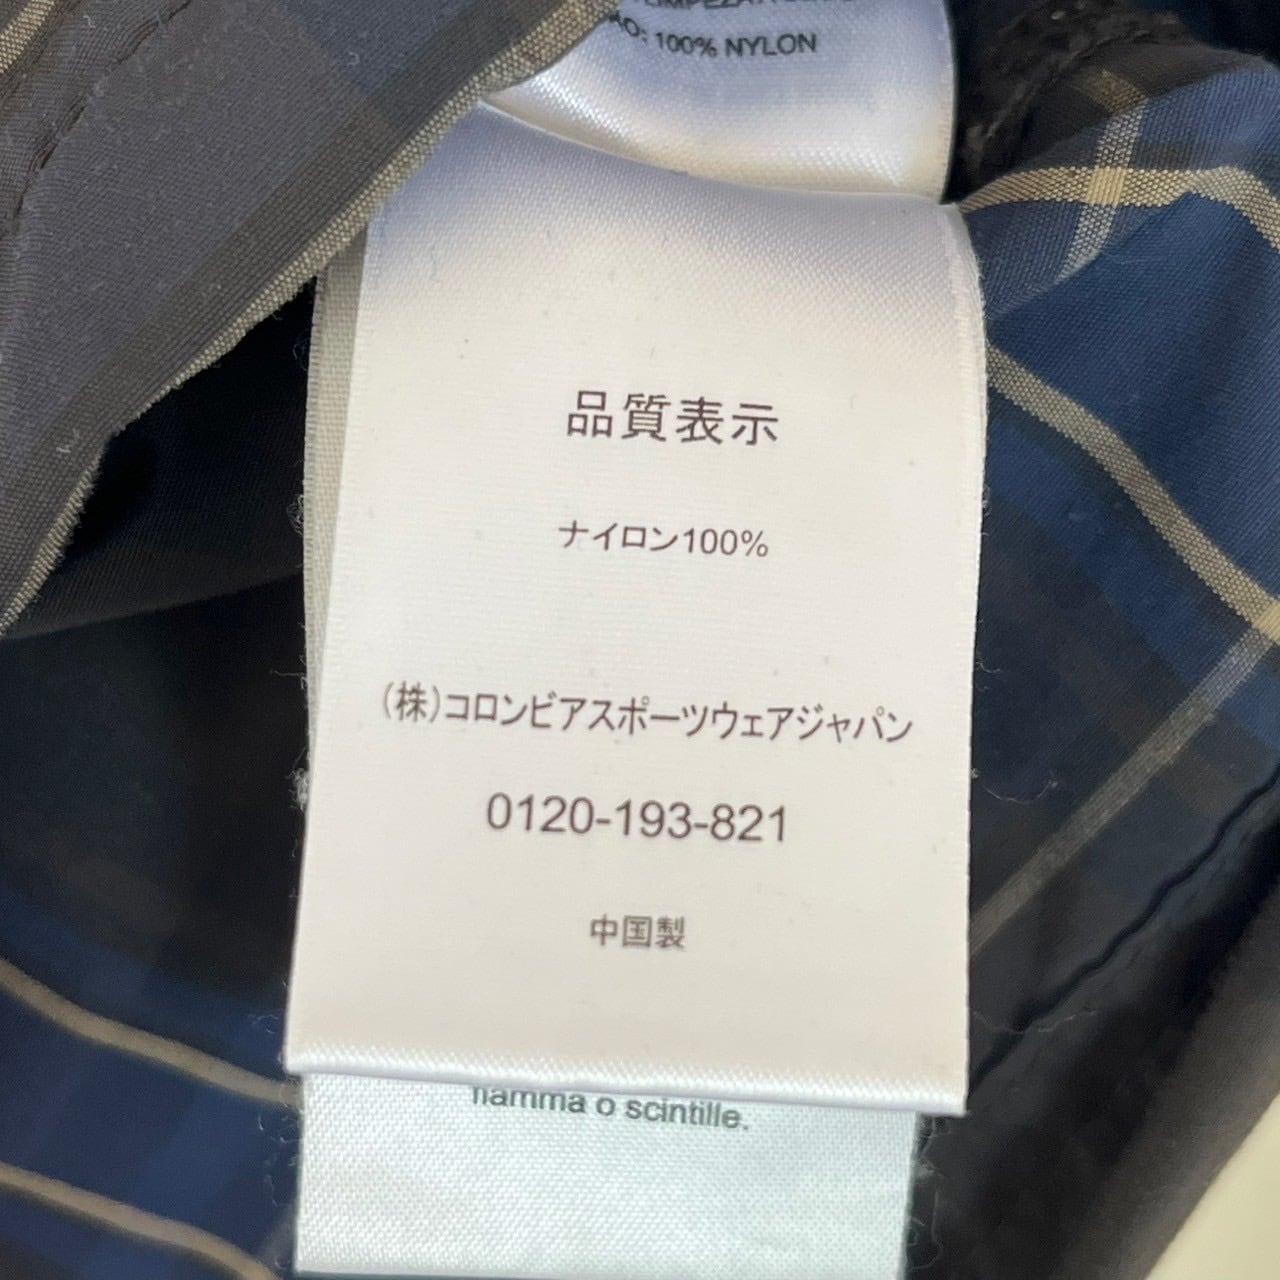 100% NYLON
品質表示
ナイロン100%
(株)コロンビアスポーツウェアジャパン
0120-193-821
中国製
fiamma o scintille.